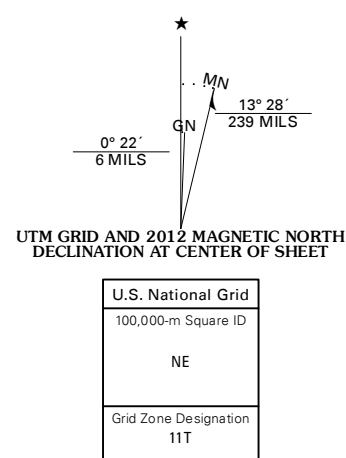 ★
MN
GN
13° 28´
239 MILS
0° 22´
6 MILS
UTM GRID AND 2012 MAGNETIC NORTH
DECLINATION AT CENTER OF SHEET
U.S. National Grid
100,000-m Square ID
NE
Grid Zone Designation
11T